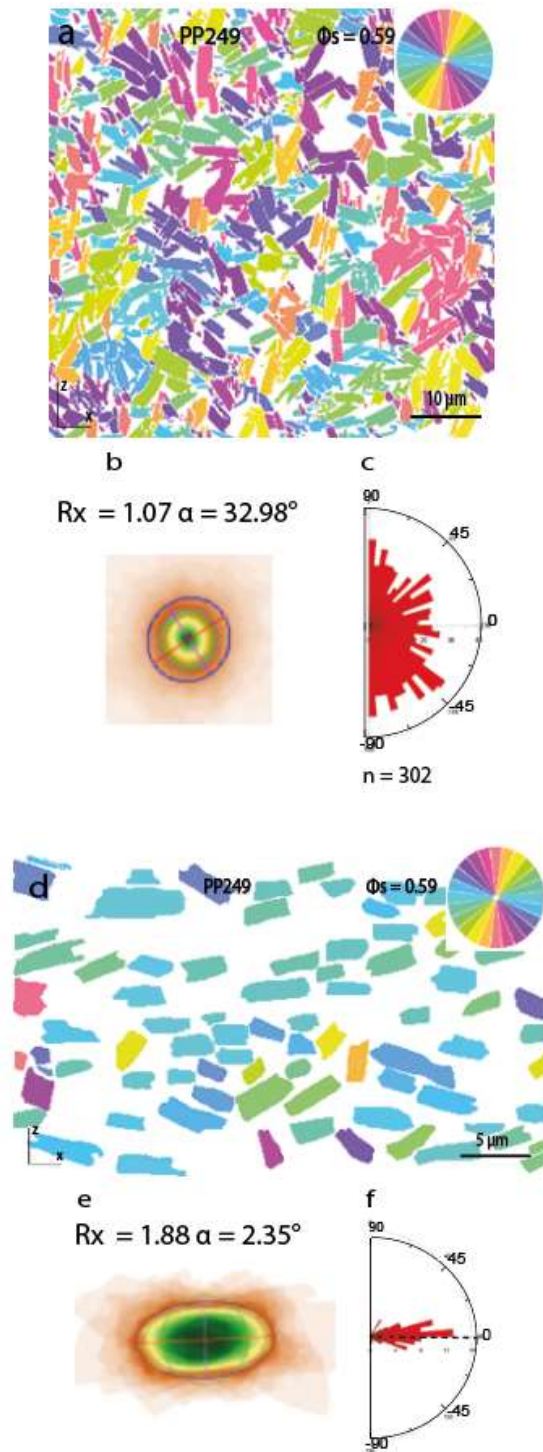 a PP249 Φs = 0.59
z
x
10 µm
b c
Rx = 1.07 α = 32.98°
90
45
0
-45
-90
n = 302
d PP249 Φs = 0.59
z
x
5 µm
e f
Rx = 1.88 α = 2.35°
90
-45
0
-45
-90